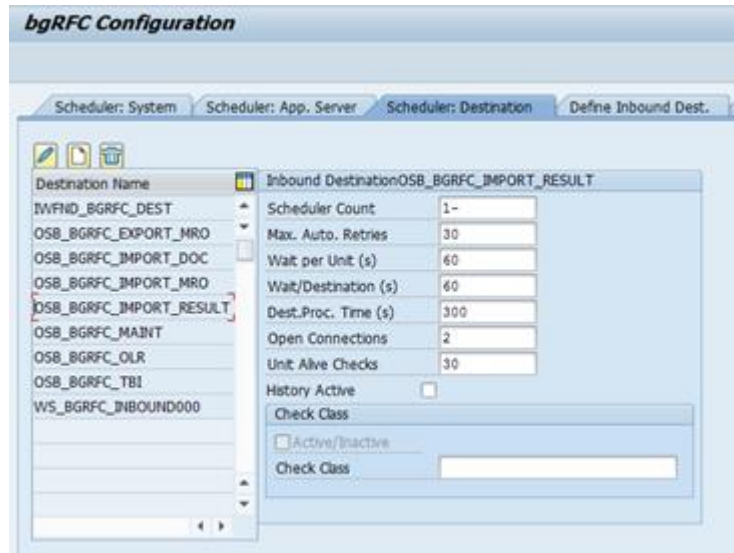 bgRFC Configuration
Scheduler: System Scheduler: App. Server Scheduler: Destination Define Inbound Dest.
Destination Name
IWFND_BGRFC_DEST
OSB_BGRFC_EXPORT_MRO
OSB_BGRFC_IMPORT_DOC
OSB_BGRFC_IMPORT_MRO
OSB_BGRFC_IMPORT_RESULT
OSB_BGRFC_MAINT
OSB_BGRFC_OLR
OSB_BGRFC_TBI
WS_BGRFC_INBOUND000
Inbound DestinationOSB_BGRFC_IMPORT_RESULT
Scheduler Count 1-
Max. Auto. Retries 30
Wait per Unit (s) 60
Wait/Destination (s) 60
Dest.Proc. Time (s) 300
Open Connections 2
Unit Alive Checks 30
History Active
Check Class
Active/Inactive
Check Class